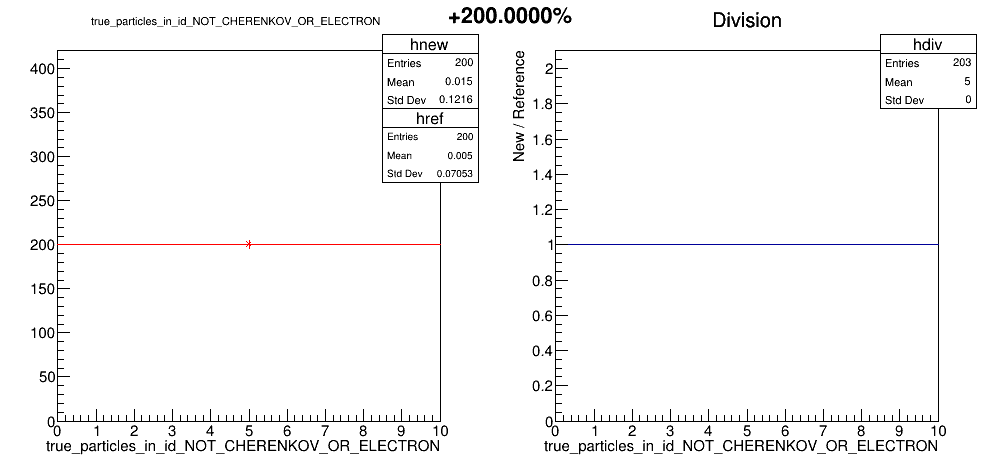 +200.0000%
true_particles_in_id_NOT_CHERENKOV_OR_ELECTRON
hnew
Entries 200
Mean 0.015
Std Dev 0.1216
href
Entries 200
Mean 0.005
Std Dev 0.07053
400
350
300
250
200
150
100
50
0
0 1 2 3 4 5 6 7 8 9 10
true_particles_in_id_NOT_CHERENKOV_OR_ELECTRON
Division
hdiv
Entries 203
Mean 5
Std Dev 0
New / Reference
2
1.8
1.6
1.4
1.2
1
0.8
0.6
0.4
0.2
0
0 1 2 3 4 5 6 7 8 9 10
true_particles_in_id_NOT_CHERENKOV_OR_ELECTRON